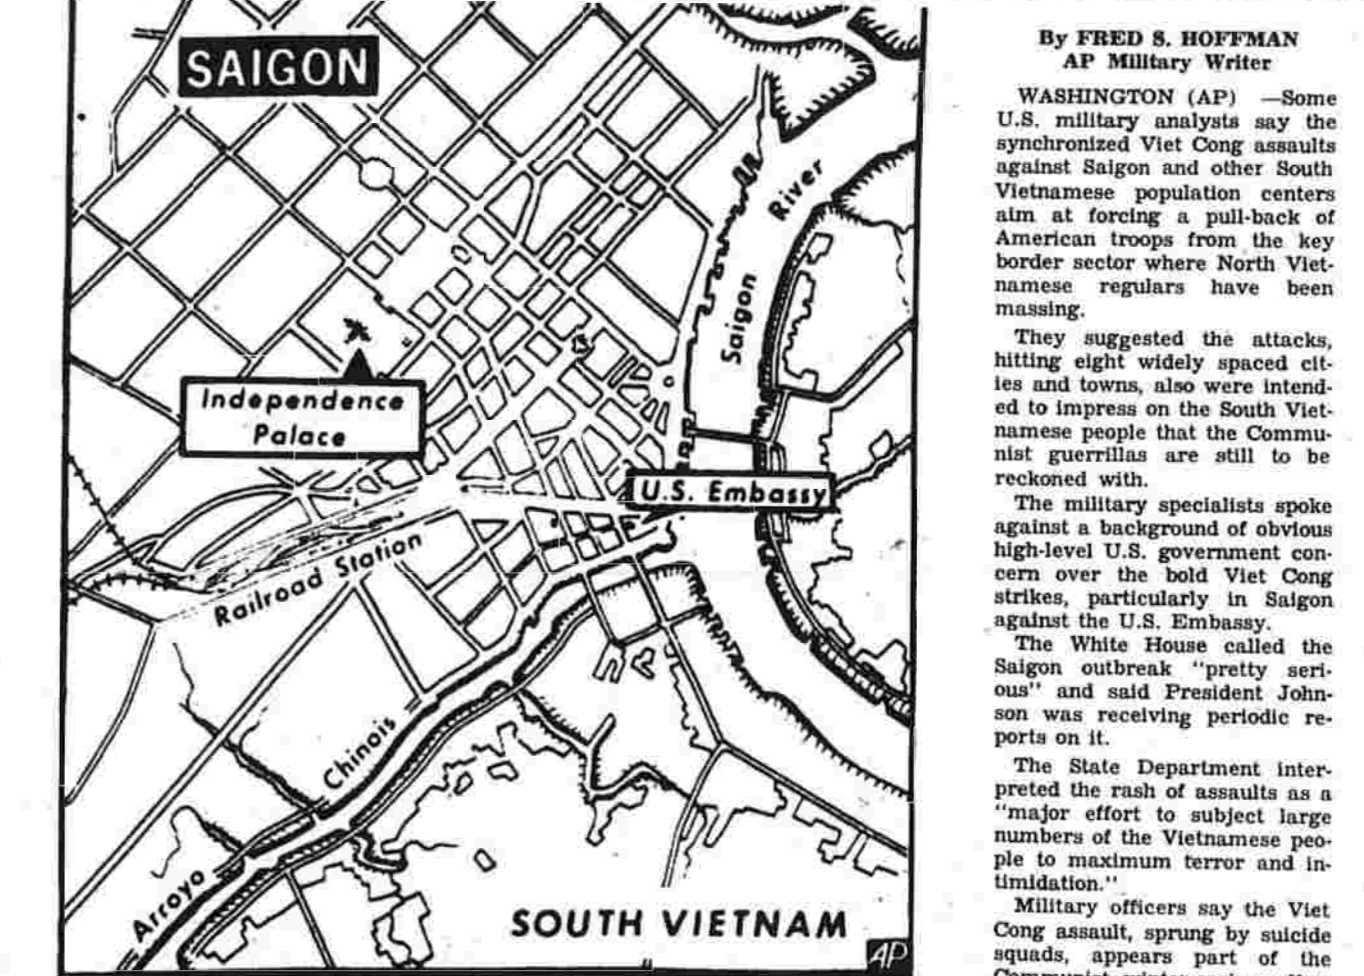 SAIGON
Saigon River
Independence
Palace
U.S. Embassy
Railroad Station
Arroyo Chinois
SOUTH VIETNAM
AP
By FRED S. HOFFMAN
AP Military Writer
WASHINGTON (AP) —Some
U.S. military analysts say the
synchronized Viet Cong assaults
against Saigon and other South
Vietnamese population centers
aim at forcing a pull-back of
American troops from the key
border sector where North Viet-
namese regulars have been
massing.
They suggested the attacks,
hitting eight widely spaced cit-
ies and towns, also were intend-
ed to impress on the South Viet-
namese people that the Commu-
nist guerrillas are still to be
reckoned with.
The military specialists spoke
against a background of obvious
high-level U.S. government con-
cern over the bold Viet Cong
strikes, particularly in Saigon
against the U.S. Embassy.
The White House called the
Saigon outbreak "pretty seri-
ous" and said President John-
son was receiving periodic re-
ports on it.
The State Department inter-
preted the rash of assaults as a
"major effort to subject large
numbers of the Vietnamese peo-
ple to maximum terror and in-
timidation."
Military officers say the Viet
Cong assault, sprung by suicide
squads, appears part of the